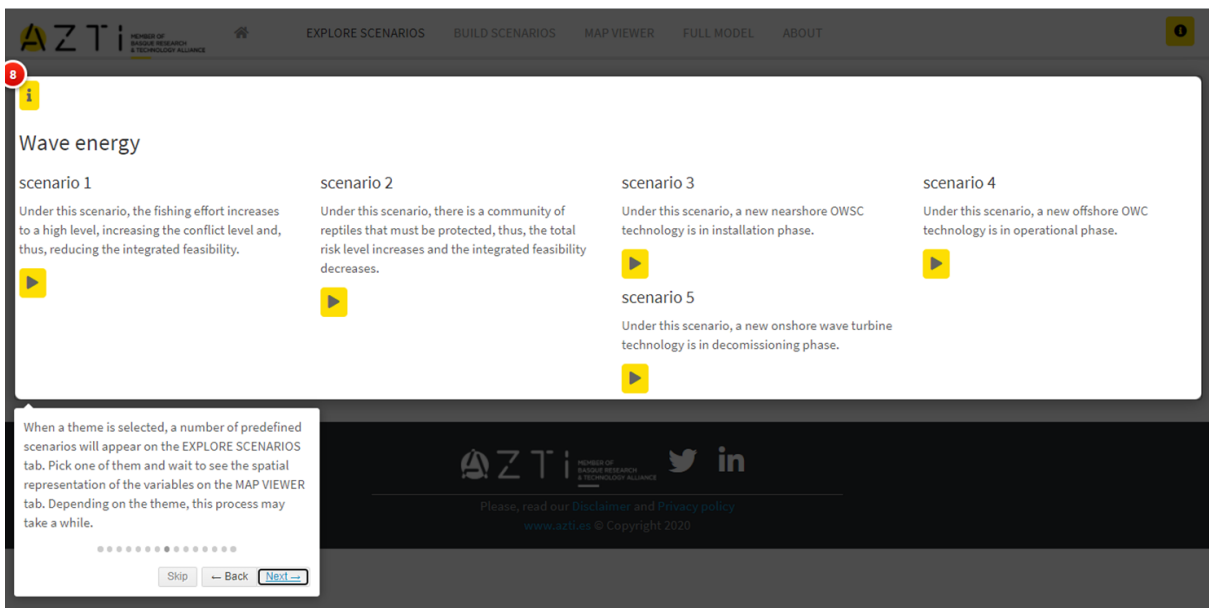 AZTi MEMBER OF
BASQUE RESEARCH
& TECHNOLOGY ALLIANCE
EXPLORE SCENARIOS BUILD SCENARIOS MAP VIEWER FULL MODEL ABOUT
8
Wave energy
scenario 1
Under this scenario, the fishing effort increases
to a high level, increasing the conflict level and,
thus, reducing the integrated feasibility.
scenario 2
Under this scenario, there is a community of
reptiles that must be protected, thus, the total
risk level increases and the integrated feasibility
decreases.
scenario 3
Under this scenario, a new nearshore OWSC
technology is in installation phase.
scenario 4
Under this scenario, a new offshore OWC
technology is in operational phase.
scenario 5
Under this scenario, a new onshore wave turbine
technology is in decomissioning phase.
When a theme is selected, a number of predefined
scenarios will appear on the EXPLORE SCENARIOS
tab. Pick one of them and wait to see the spatial
representation of the variables on the MAP VIEWER
tab. Depending on the theme, this process may
take a while.
Skip ← Back Next →
AZTi MEMBER OF
BASQUE RESEARCH
& TECHNOLOGY ALLIANCE
in
Please, read our Disclaimer and Privacy policy
www.azti.es © Copyright 2020